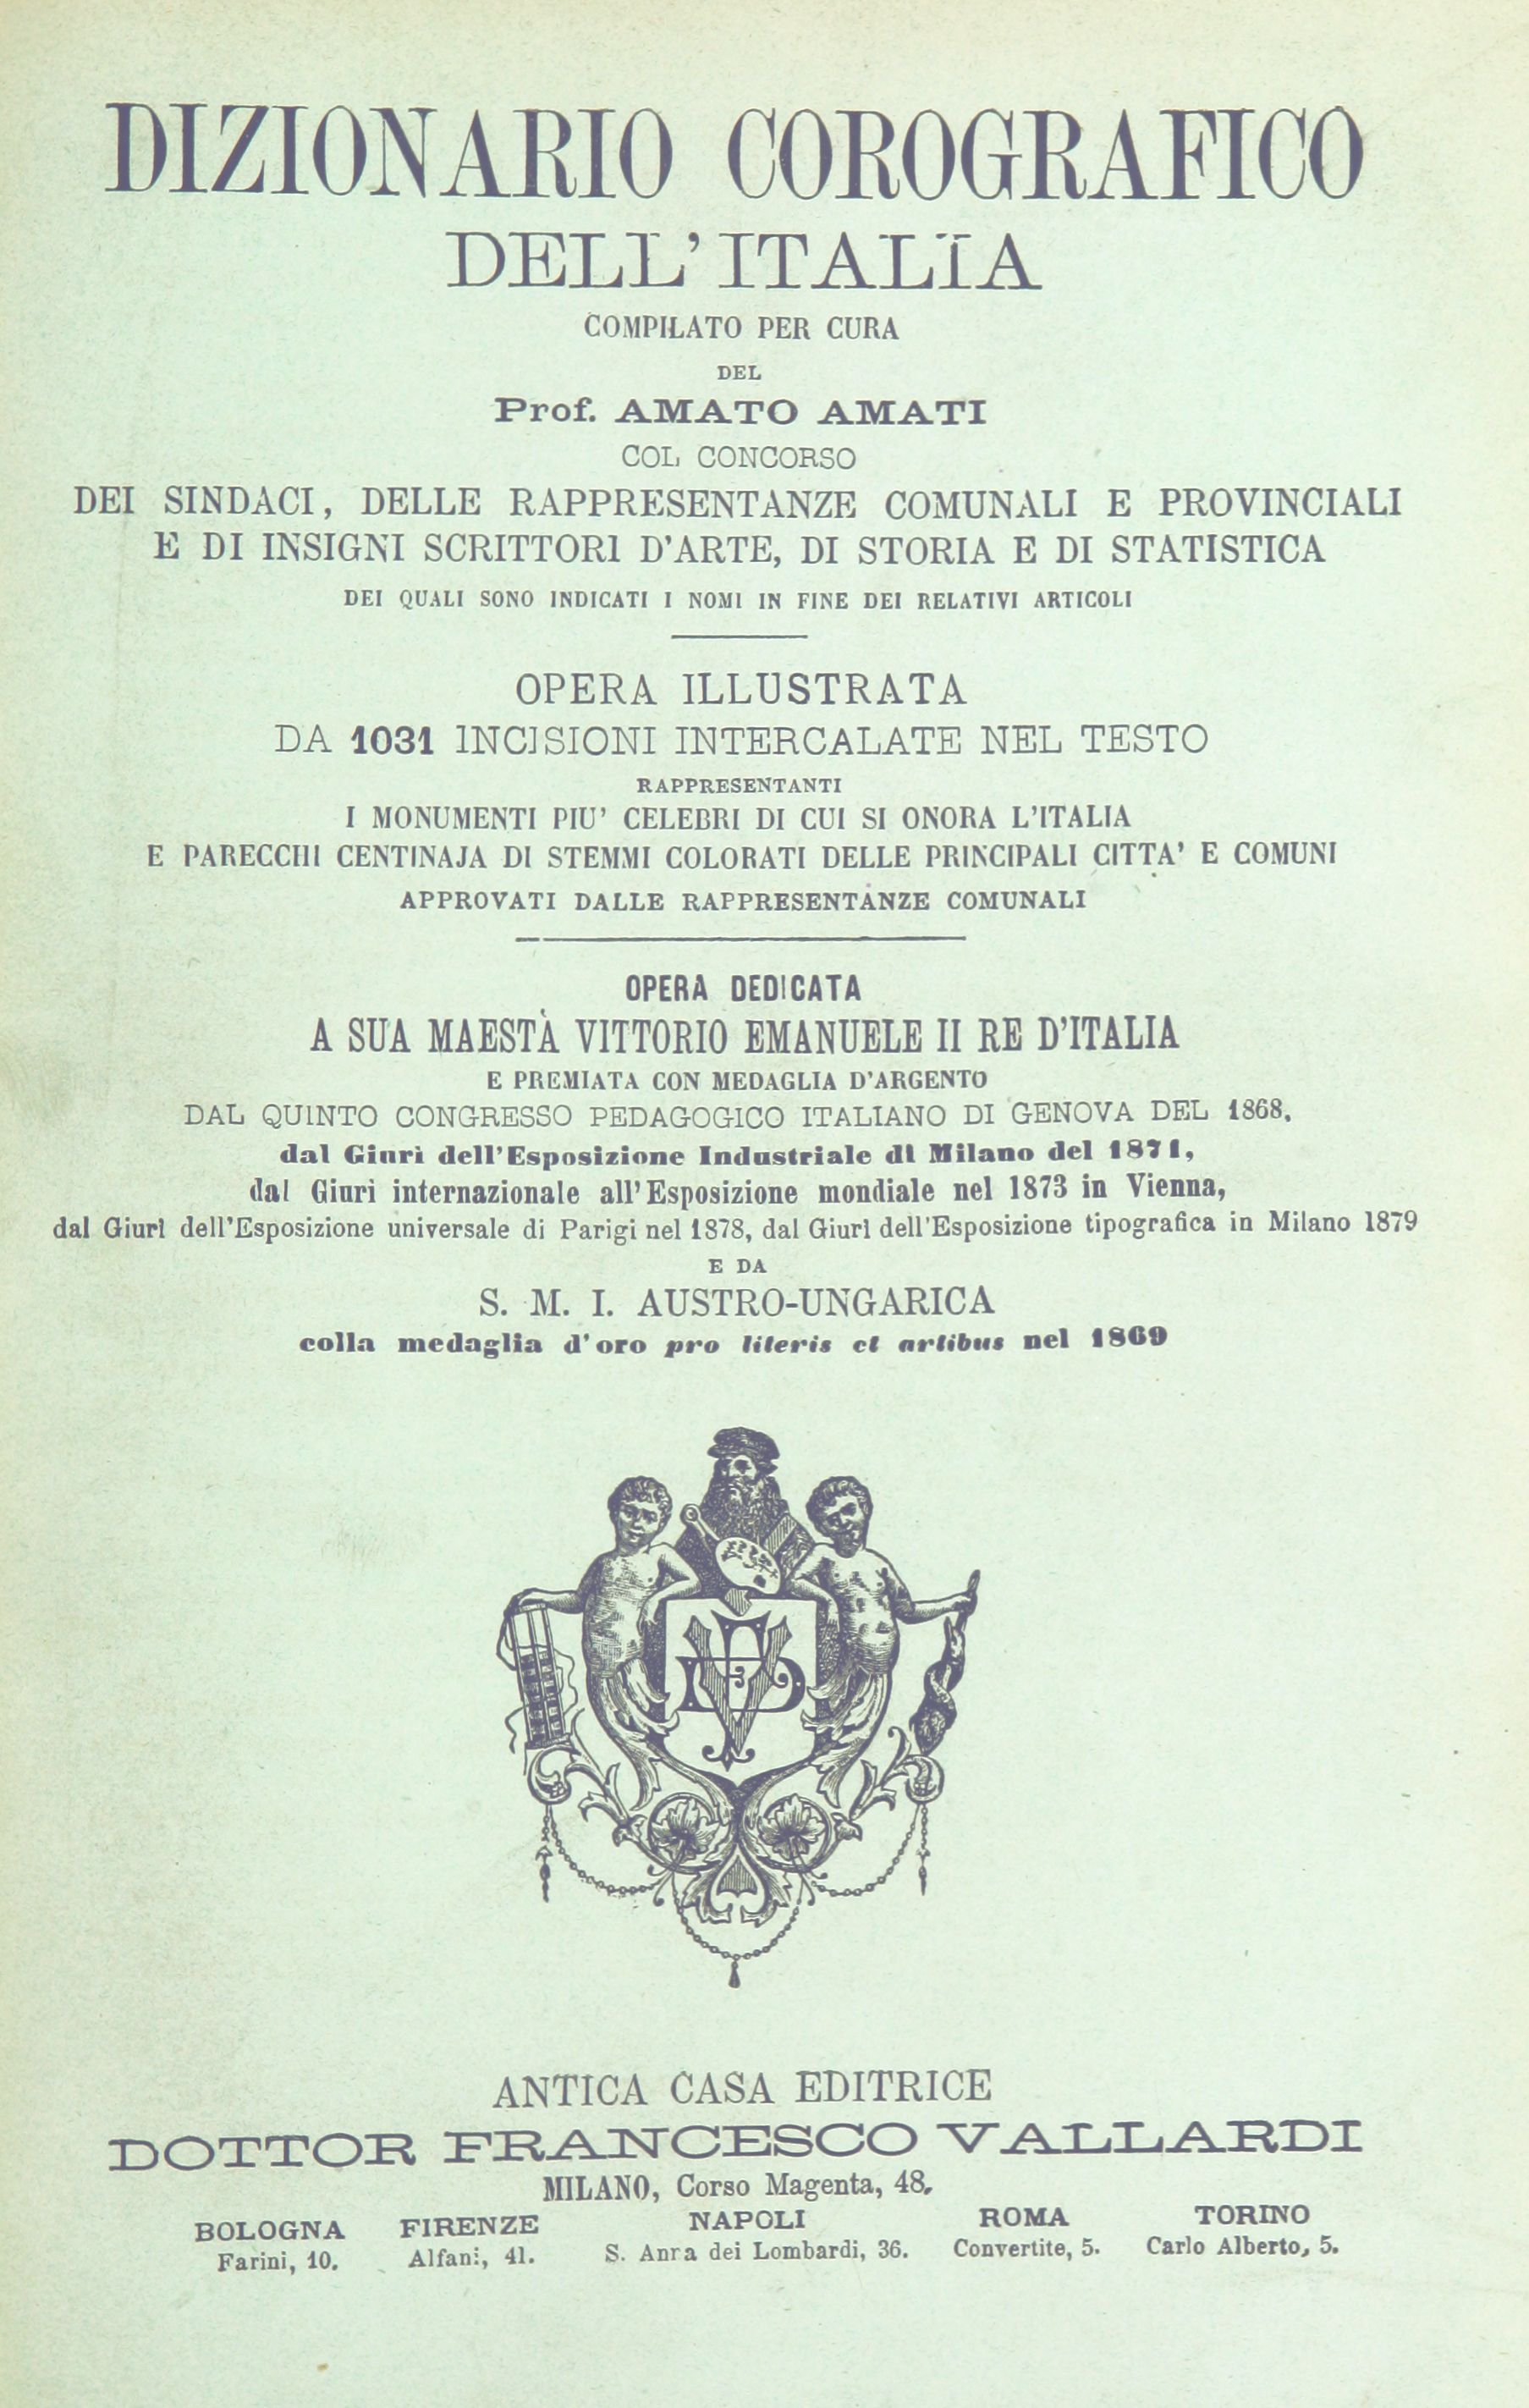 DIZIONARIO COROGRAFICO
DELL'ITALIA
COMPILATO PER CURA
DEL
Prof. AMATO AMATI
COL CONCORSO
DEI SINDACI, DELLE RAPPRESENTANZE COMUNALI E PROVINCIALI
E DI INSIGNI SCRITTORI D'ARTE, DI STORIA E DI STATISTICA
DEI QUALI SONO INDICATI I NOMI IN FINE DEI RELATIVI ARTICOLI
OPERA ILLUSTRATA
DA 1031 INCISIONI INTERCALATE NEL TESTO
RAPPRESENTANTI
I MONUMENTI PIU' CELEBRI DI CUI SI ONORA L'ITALIA
E PARECCHI CENTINAJA DI STEMMI COLORATI DELLE PRINCIPALI CITTA' E COMUNI
APPROVATI DALLE RAPPRESENTANZE COMUNALI
OPERA DEDICATA
A SUA MAESTÀ VITTORIO EMANUELE II RE D'ITALIA
E PREMIATA CON MEDAGLIA D'ARGENTO
DAL QUINTO CONGRESSO PEDAGOGICO ITALIANO DI GENOVA DEL 1868,
dal Giurì dell'Esposizione Industriale di Milano del 1871,
dal Giurì internazionale all'Esposizione mondiale nel 1873 in Vienna,
dal Giurì dell'Esposizione universale di Parigi nel 1878, dal Giurì dell'Esposizione tipografica in Milano 1879
E DA
S. M. I. AUSTRO-UNGARICA
colla medaglia d'oro pro literis et artibus nel 1869
ANTICA CASA EDITRICE
DOTTOR FRANCESCO VALLARDI
MILANO, Corso Magenta, 48.
BOLOGNA FIRENZE NAPOLI ROMA TORINO
Farini, 10. Alfani, 41. S. Anna dei Lombardi, 36. Convertite, 5. Carlo Alberto, 5.